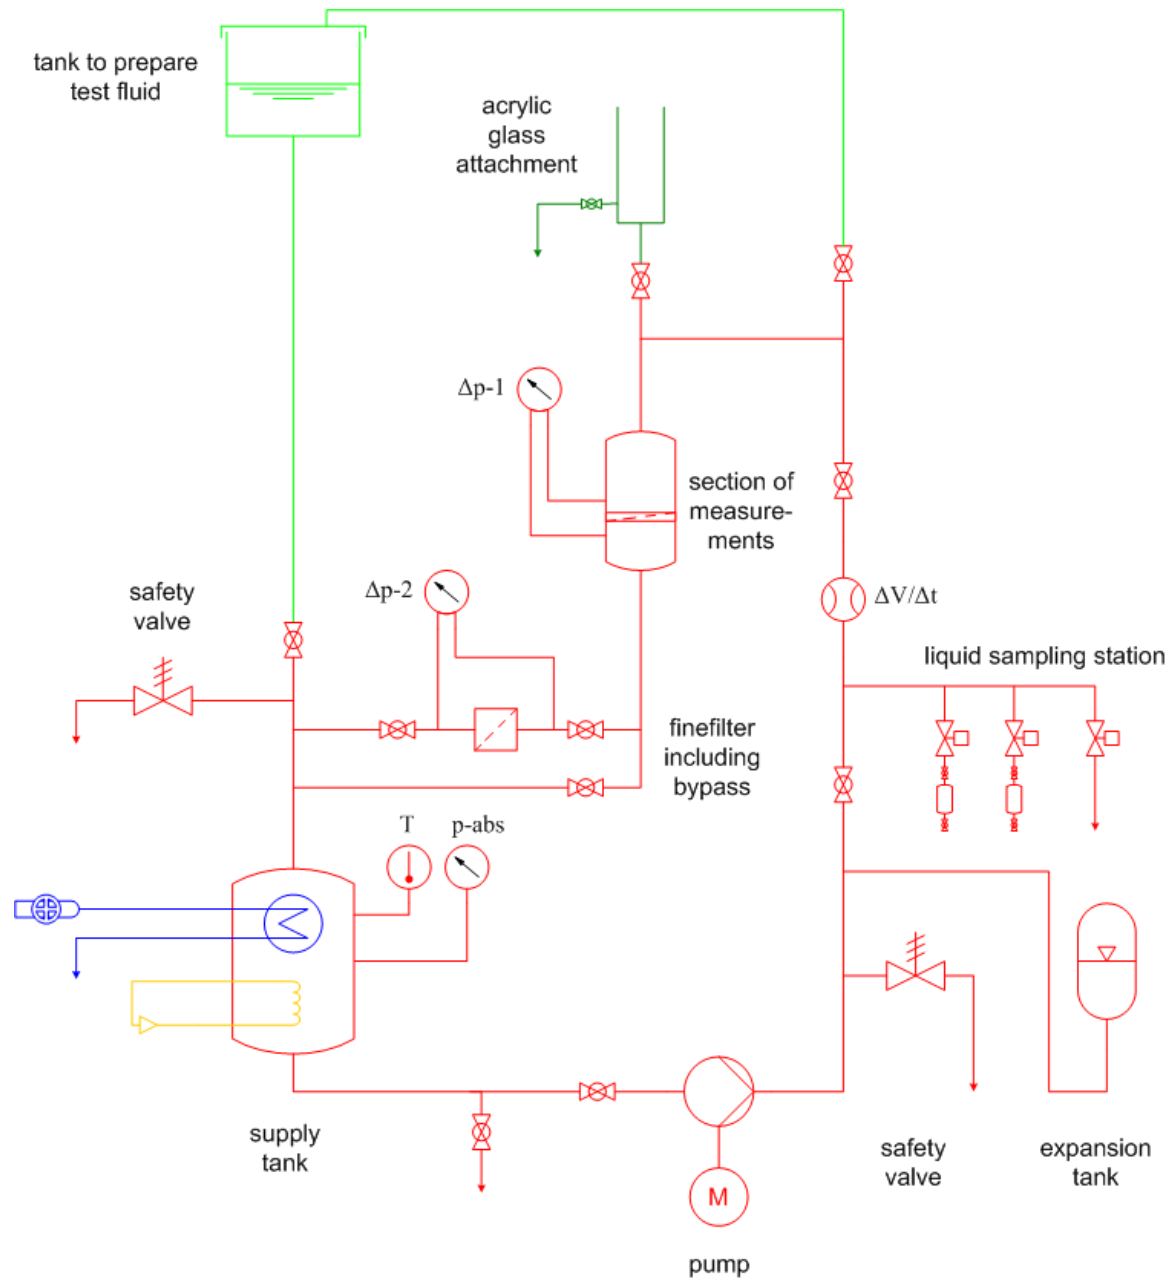 tank to prepare
test fluid
acrylic
glass
attachment
Δp-1
section of
measure-
ments
Δp-2
safety
valve
ΔV/Δt
liquid sampling station
finefilter
including
bypass
T
p-abs
supply
tank
M
pump
safety
valve
expansion
tank